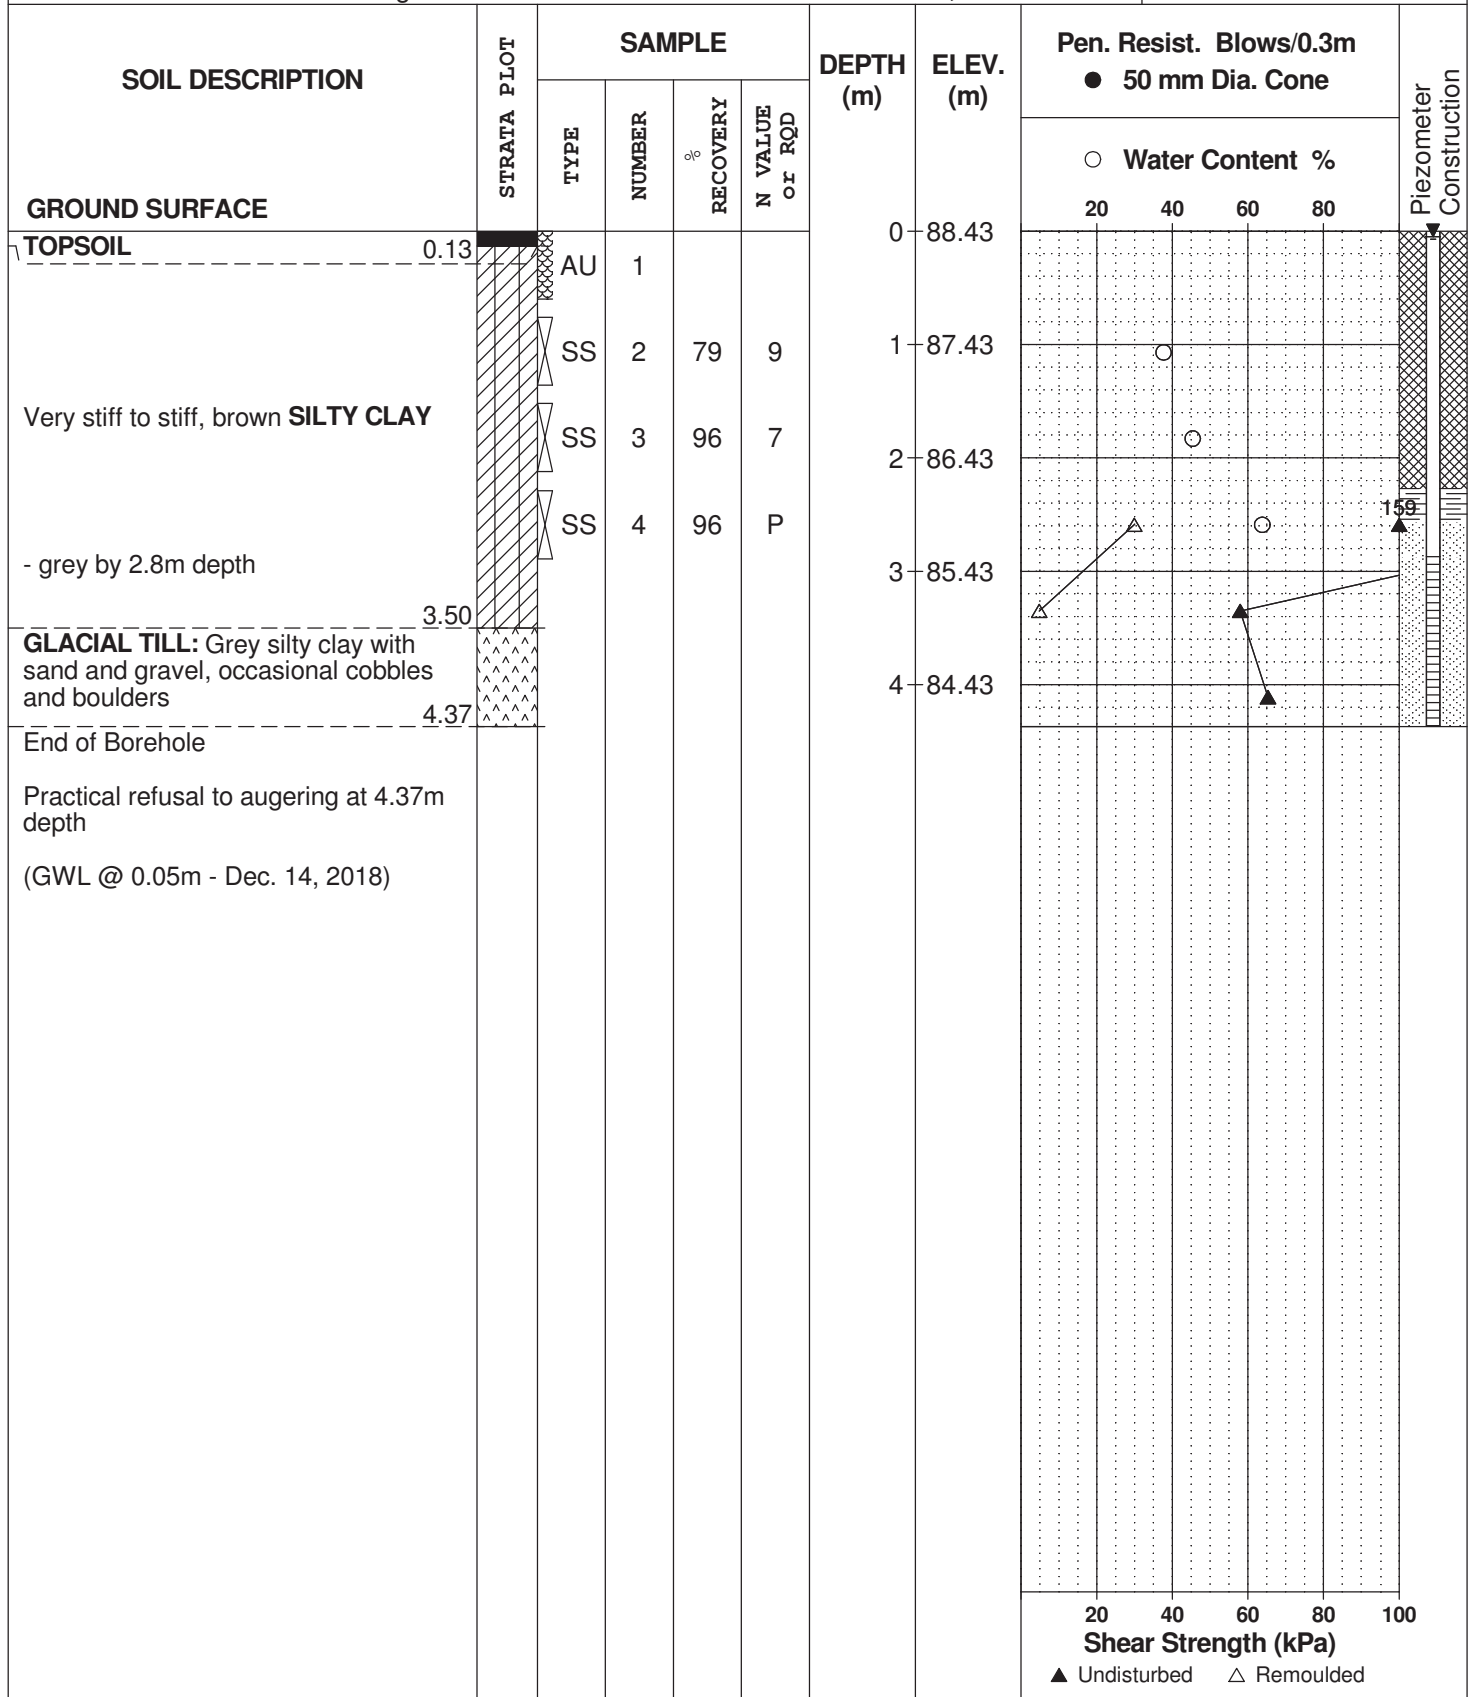 SOIL DESCRIPTION
GROUND SURFACE
STRATA PLOT
SAMPLE
TYPE
NUMBER
% RECOVERY
N VALUE or RQD
DEPTH (m)
ELEV. (m)
Pen. Resist. Blows/0.3m
● 50 mm Dia. Cone
○ Water Content %
20 40 60 80
Piezometer Construction
0 88.43
TOPSOIL 0.13
AU 1
1 87.43
SS 2 79 9
Very stiff to stiff, brown SILTY CLAY
SS 3 96 7
2 86.43
159
SS 4 96 P
- grey by 2.8m depth
3 85.43
3.50
GLACIAL TILL: Grey silty clay with
sand and gravel, occasional cobbles
and boulders
4 84.43
4.37
End of Borehole
Practical refusal to augering at 4.37m
depth
(GWL @ 0.05m - Dec. 14, 2018)
20 40 60 80 100
Shear Strength (kPa)
▲ Undisturbed △ Remoulded